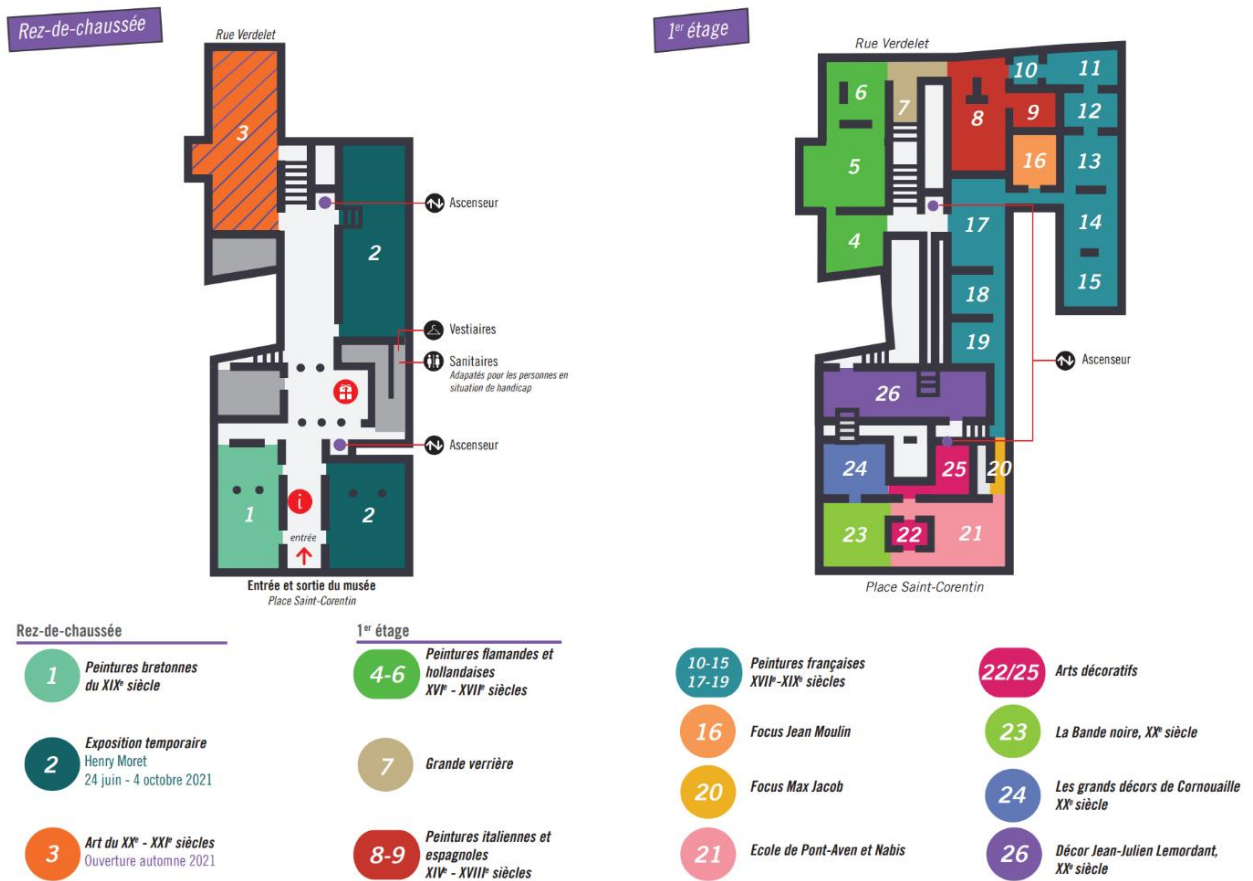 Rez-de-chaussée
Rue Verdelet
3
Ascenseur
2
Vestiaires
Sanitaires
Adaptés pour les personnes en
situation de handicap
Ascenseur
1
i
2
entrée
Entrée et sortie du musée
Place Saint-Corentin
1er étage
Rue Verdelet
10
11
6
7
8
9
12
5
16
13
4
17
14
18
15
19
Ascenseur
26
24
25
20
23
22
21
Place Saint-Corentin
Rez-de-chaussée
1
Peintures bretonnes
du XIXe siècle
2
Exposition temporaire
Henry Moret
24 juin - 4 octobre 2021
3
Art du XXe - XXIe siècles
Ouverture automne 2021
1er étage
4-6
Peintures flamandes et
hollandaises
XVIe - XVIIe siècles
7
Grande verrière
8-9
Peintures italiennes et
espagnoles
XIVe - XVIIIe siècles
10-15
17-19
Peintures françaises
XVIIe-XIXe siècles
16
Focus Jean Moulin
20
Focus Max Jacob
21
Ecole de Pont-Aven et Nabis
22/25
Arts décoratifs
23
La Bande noire, XXe siècle
24
Les grands décors de Cornouaille
XXe siècle
26
Décor Jean-Julien Lemordant,
XXe siècle